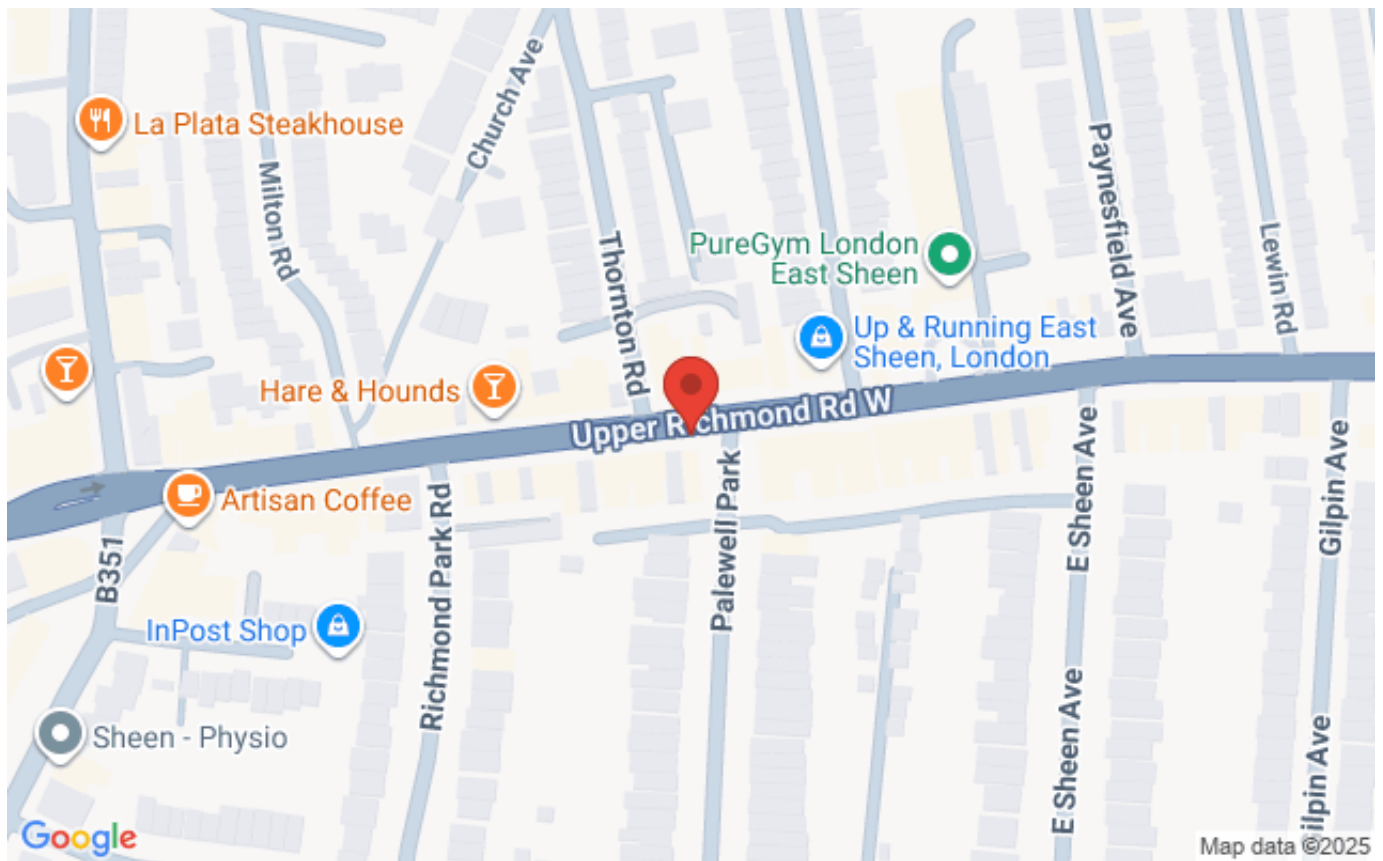 La Plata Steakhouse
Church Ave
Milton Rd
Thornton Rd
PureGym London
East Sheen
Paynesfield Ave
Lewin Rd
Up & Running East
Sheen, London
Hare & Hounds
Upper Richmond Rd W
Artisan Coffee
B351
Richmond Park Rd
Palewell Park
E Sheen Ave
Gilpin Ave
InPost Shop
Sheen - Physio
E Sheen Ave
Gilpin Ave
Google
Map data ©2025